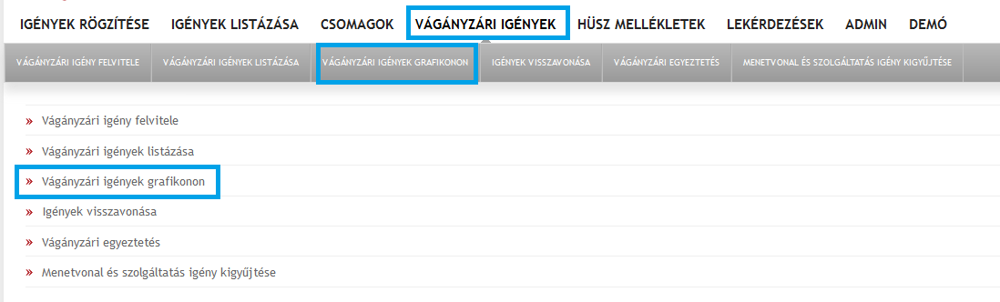 IGÉNYEK RÖGZÍTÉSE IGÉNYEK LISTÁZÁSA CSOMAGOK VÁGÁNYZÁRI IGÉNYEK HÜSZ MELLÉKLETEK LEKÉRDEZÉSEK ADMIN DEMÓ
VÁGÁNYZÁRI IGÉNY FELVITELE VÁGÁNYZÁRI IGÉNYEK LISTÁZÁSA VÁGÁNYZÁRI IGÉNYEK GRAFIKONON IGÉNYEK VISSZAVONÁSA VÁGÁNYZÁRI EGYEZTETÉS MENETVONAL ÉS SZOLGÁLTATÁS IGÉNY KIGYŰJTÉSE
» Vágányzári igény felvitele
» Vágányzári igények listázása
» Vágányzári igények grafikonon
» Igények visszavonása
» Vágányzári egyeztetés
» Menetvonal és szolgáltatás igény kigyűjtése